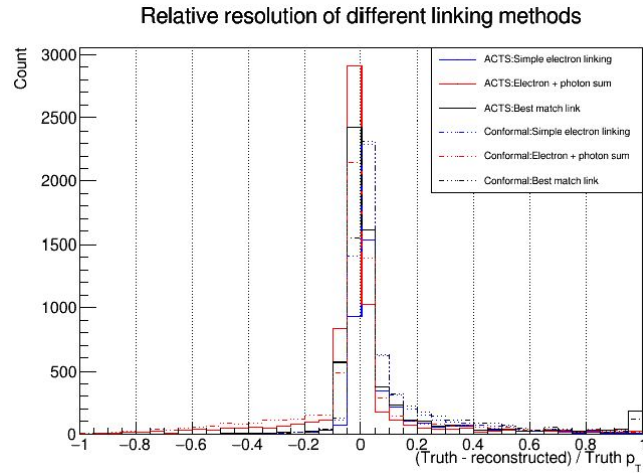 Relative resolution of different linking methods
Count
3000
2500
2000
1500
1000
500
0
ACTS:Simple electron linking
ACTS:Electron + photon sum
ACTS:Best match link
Conformal:Simple electron linking
Conformal:Electron + photon sum
Conformal:Best match link
−1 −0.8 −0.6 −0.4 −0.2 0 0.2 0.4 0.6 0.8
(Truth - reconstructed) / Truth p_T